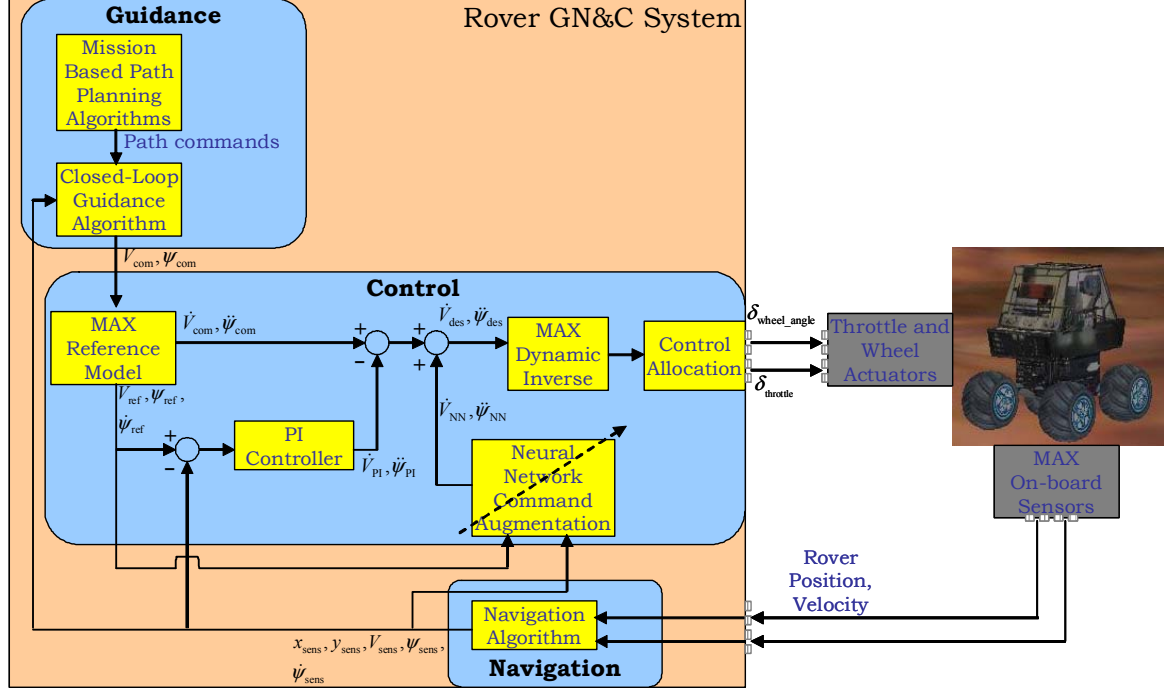 Rover GN&C System
Guidance
Mission
Based Path
Planning
Algorithms
Path commands
Closed-Loop
Guidance
Algorithm
V_com, ψ_com
Control
MAX
Reference
Model
V̇_com, ψ̈_com
V_ref, ψ_ref,
ψ̇_ref
+
−
PI
Controller
V̇_PI, ψ̈_PI
+
−
+
+
V̇_des, ψ̈_des
V̇_NN, ψ̈_NN
MAX
Dynamic
Inverse
Control
Allocation
Neural
Network
Command
Augmentation
δ_wheel_angle
δ_throttle
Throttle and
Wheel
Actuators
MAX
On-board
Sensors
Rover
Position,
Velocity
Navigation
Algorithm
Navigation
x_sens, y_sens, V_sens, ψ_sens,
ψ̇_sens